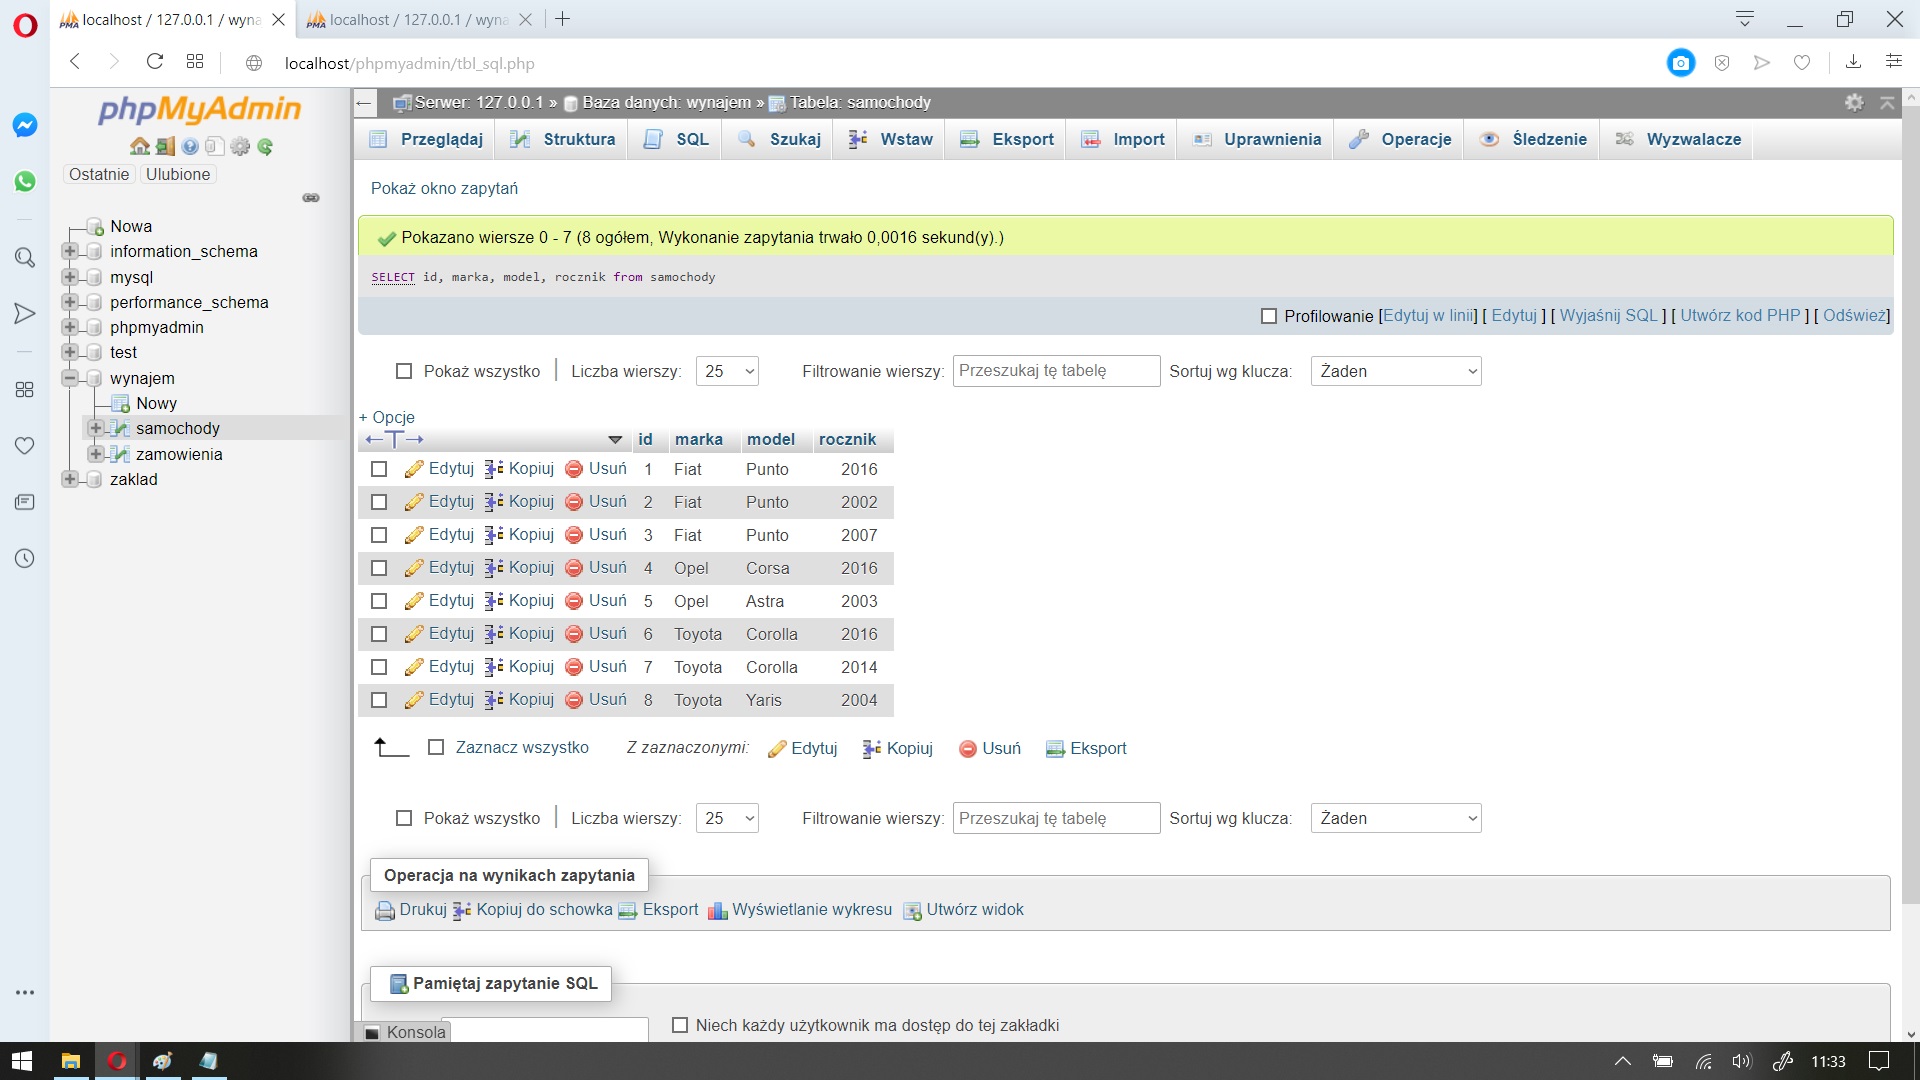 localhost / 127.0.0.1 / wyna
localhost / 127.0.0.1 / wyna
localhost/phpmyadmin/tbl_sql.php
phpMyAdmin
Ostatnie Ulubione
Nowa
information_schema
mysql
performance_schema
phpmyadmin
test
wynajem
Nowy
samochody
zamowienia
zaklad
Serwer: 127.0.0.1 » Baza danych: wynajem » Tabela: samochody
Przeglądaj Struktura SQL Szukaj Wstaw Eksport Import Uprawnienia Operacje Śledzenie Wyzwalacze
Pokaż okno zapytań
Pokazano wiersze 0 - 7 (8 ogółem, Wykonanie zapytania trwało 0,0016 sekund(y).)
SELECT id, marka, model, rocznik from samochody
Profilowanie [Edytuj w linii] [ Edytuj ] [ Wyjaśnij SQL ] [ Utwórz kod PHP ] [ Odśwież]
Pokaż wszystko | Liczba wierszy: 25 Filtrowanie wierszy: Przeszukaj tę tabelę Sortuj wg klucza: Żaden
+ Opcje
←T→ id marka model rocznik
Edytuj Kopiuj Usuń 1 Fiat Punto 2016
Edytuj Kopiuj Usuń 2 Fiat Punto 2002
Edytuj Kopiuj Usuń 3 Fiat Punto 2007
Edytuj Kopiuj Usuń 4 Opel Corsa 2016
Edytuj Kopiuj Usuń 5 Opel Astra 2003
Edytuj Kopiuj Usuń 6 Toyota Corolla 2016
Edytuj Kopiuj Usuń 7 Toyota Corolla 2014
Edytuj Kopiuj Usuń 8 Toyota Yaris 2004
Zaznacz wszystko Z zaznaczonymi: Edytuj Kopiuj Usuń Eksport
Pokaż wszystko | Liczba wierszy: 25 Filtrowanie wierszy: Przeszukaj tę tabelę Sortuj wg klucza: Żaden
Operacja na wynikach zapytania
Drukuj Kopiuj do schowka Eksport Wyświetlanie wykresu Utwórz widok
Pamiętaj zapytanie SQL
Konsola
Niech każdy użytkownik ma dostęp do tej zakładki
11:33